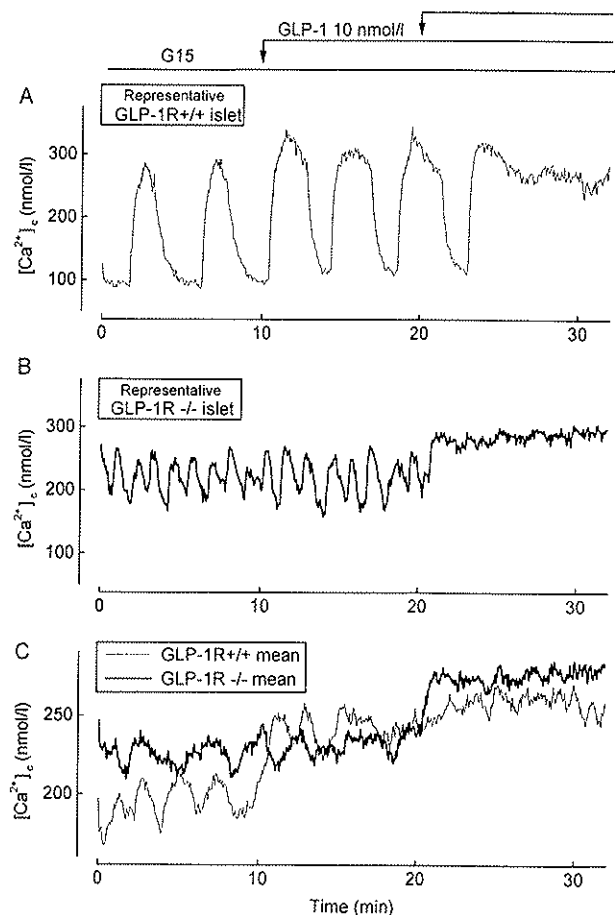 GLP-1 10 nmol/l
G15
A
Representative
GLP-1R+/+ islet
[Ca²⁺]c (nmol/l)
300
200
100
0
10
20
30
B
Representative
GLP-1R -/- islet
[Ca²⁺]c (nmol/l)
300
200
100
0
10
20
30
C
GLP-1R+/+ mean
GLP-1R -/- mean
[Ca²⁺]c (nmol/l)
250
200
0
10
20
30
Time (min)